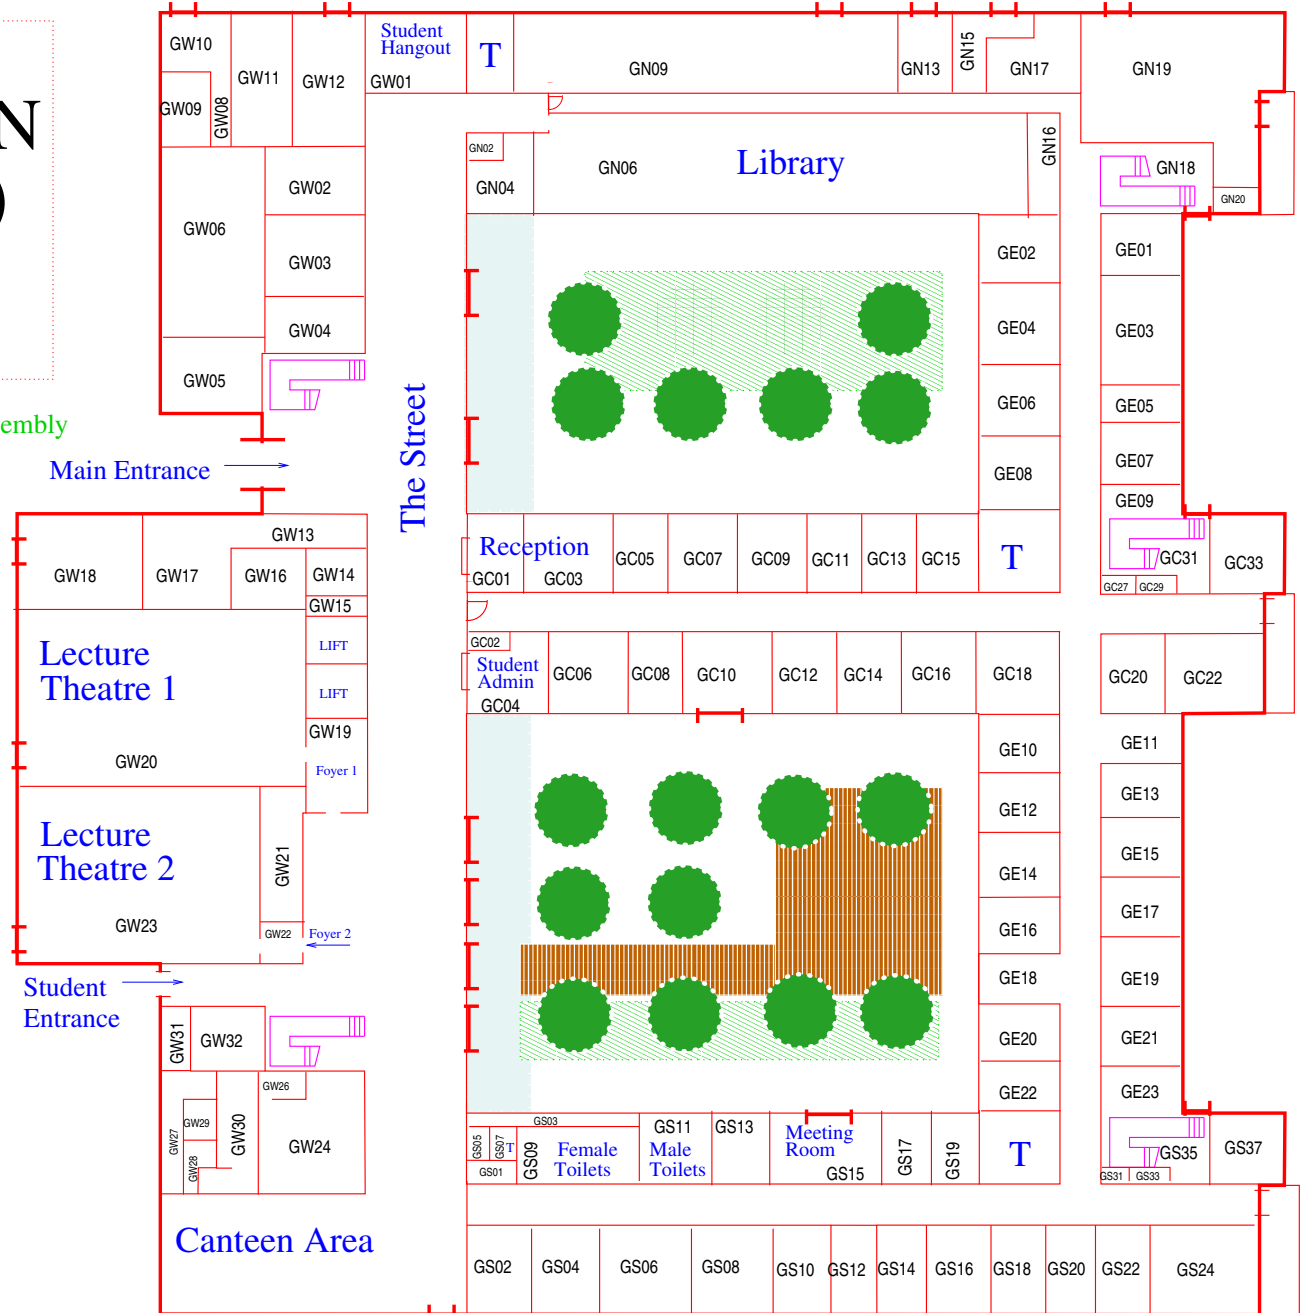 N
)
embly
GW10
GW09
GW08
GW11
GW12
Student
Hangout
GW01
T
GN09
GN13
GN15
GN17
GN19
GN02
GN04
GN06
Library
GN16
GN18
GN20
GW02
GW06
GW03
GW04
GW05
GE02
GE04
GE06
GE08
GE01
GE03
GE05
GE07
GE09
Main Entrance
The Street
GW13
GW18
GW17
GW16
GW14
GW15
Reception
GC01
GC03
GC05
GC07
GC09
GC11
GC13
GC15
T
GC31
GC33
GC27
GC29
Lecture
Theatre 1
GW20
LIFT
LIFT
GW19
Foyer 1
GC02
Student
Admin
GC04
GC06
GC08
GC10
GC12
GC14
GC16
GC18
GC20
GC22
Lecture
Theatre 2
GW23
GW21
GW22
Foyer 2
GE10
GE12
GE14
GE16
GE18
GE20
GE22
GE11
GE13
GE15
GE17
GE19
GE21
GE23
Student
Entrance
GW31
GW32
GW26
GW27
GW29
GW28
GW30
GW24
GS03
GS05
GS07
T
GS01
GS09
Female
Toilets
GS11
Male
Toilets
GS13
Meeting
Room
GS15
GS17
GS19
T
GS35
GS37
GS31
GS33
Canteen Area
GS02
GS04
GS06
GS08
GS10
GS12
GS14
GS16
GS18
GS20
GS22
GS24